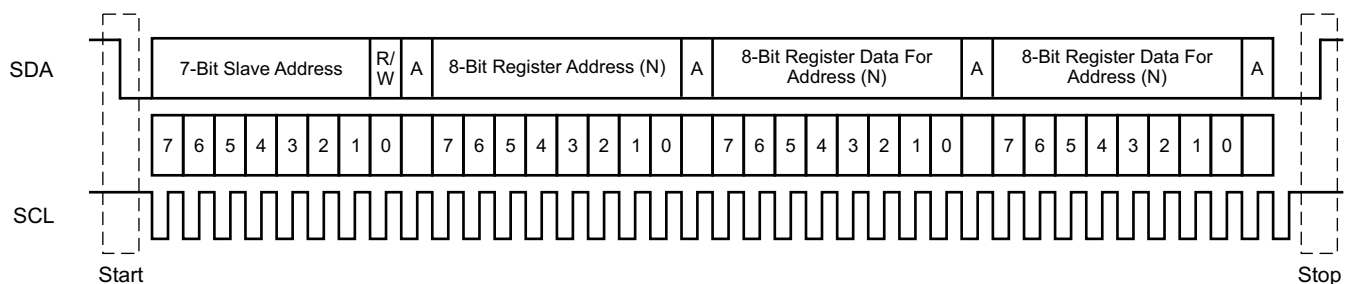 SDA
7-Bit Slave Address
R/
W
A
8-Bit Register Address (N)
A
8-Bit Register Data For
Address (N)
A
8-Bit Register Data For
Address (N)
A
7 6 5 4 3 2 1 0 7 6 5 4 3 2 1 0 7 6 5 4 3 2 1 0 7 6 5 4 3 2 1 0
SCL
Start Stop